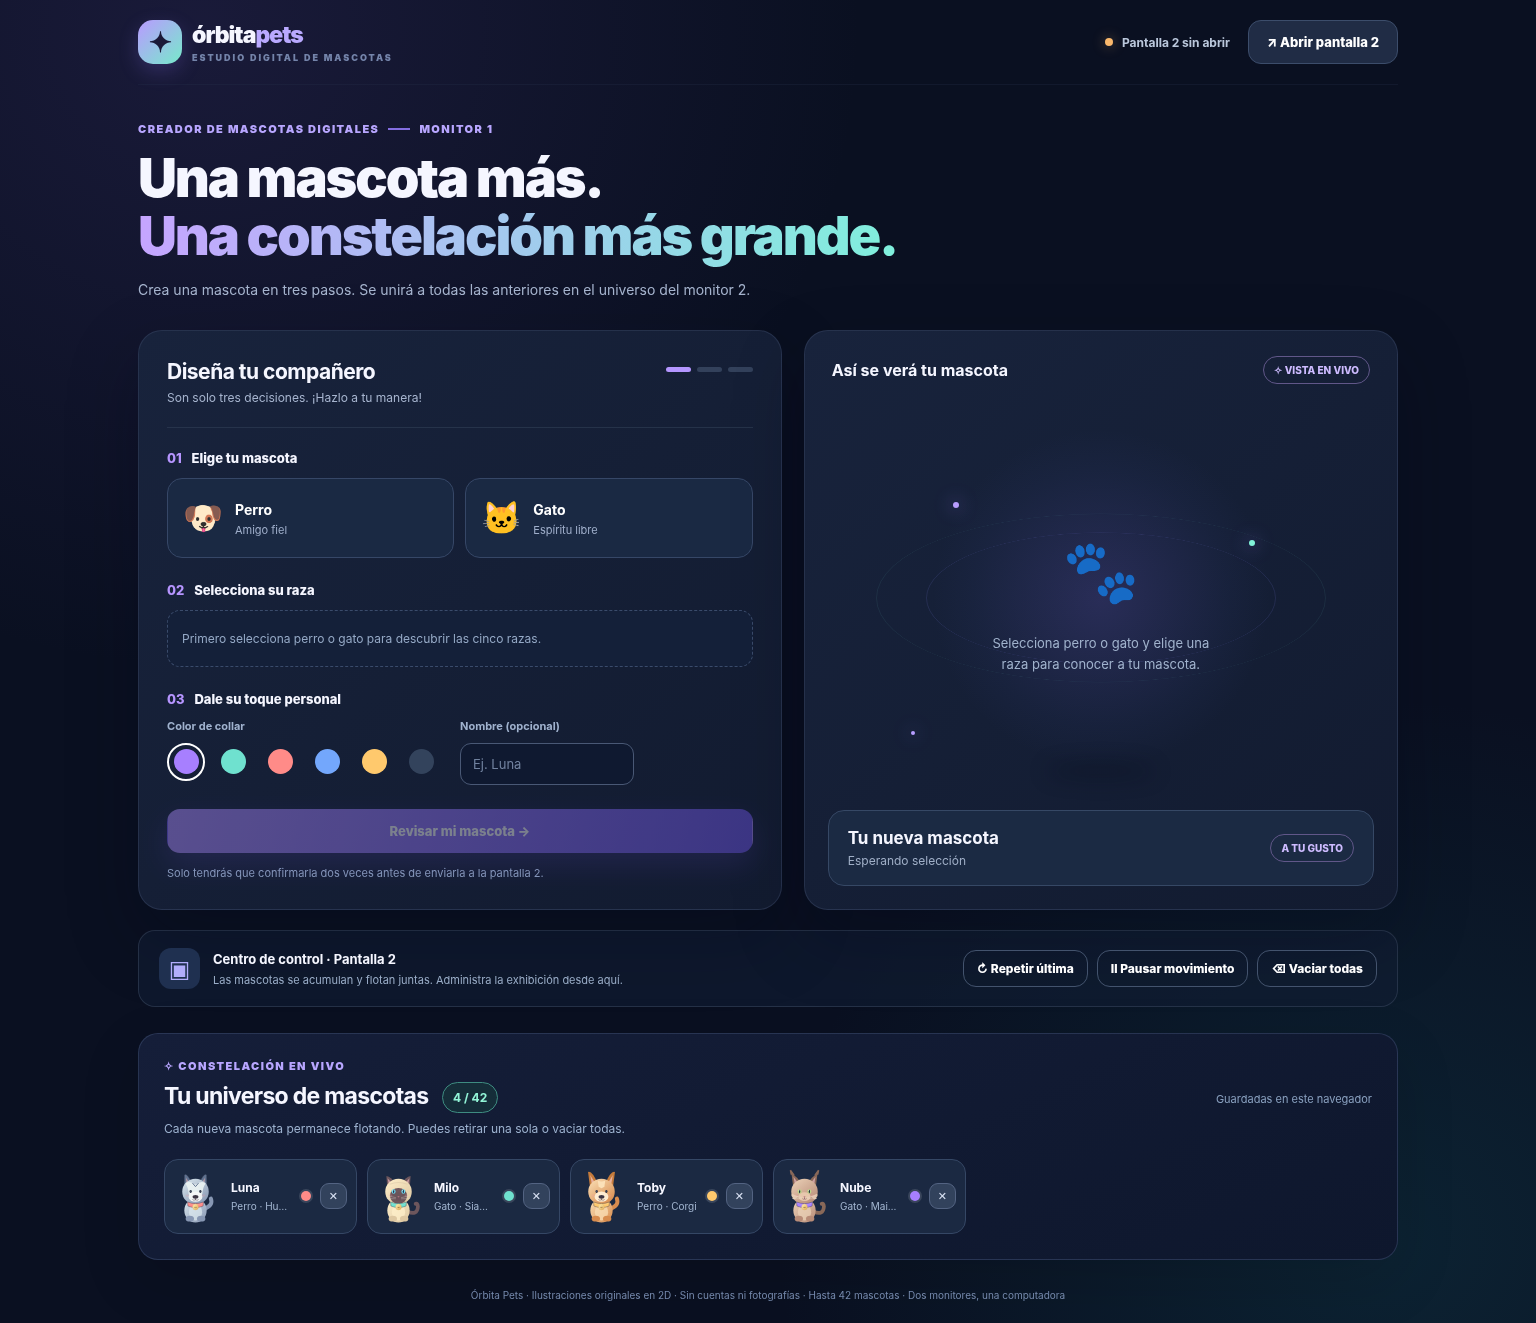 órbitapets
ESTUDIO DIGITAL DE MASCOTAS
Pantalla 2 sin abrir
↗ Abrir pantalla 2
CREADOR DE MASCOTAS DIGITALES — MONITOR 1
Una mascota más.
Una constelación más grande.
Crea una mascota en tres pasos. Se unirá a todas las anteriores en el universo del monitor 2.
Diseña tu compañero
Son solo tres decisiones. ¡Hazlo a tu manera!
01 Elige tu mascota
Perro
Amigo fiel
Gato
Espíritu libre
02 Selecciona su raza
Primero selecciona perro o gato para descubrir las cinco razas.
03 Dale su toque personal
Color de collar
Nombre (opcional)
Ej. Luna
Revisar mi mascota →
Solo tendrás que confirmarla dos veces antes de enviarla a la pantalla 2.
Así se verá tu mascota
✧ VISTA EN VIVO
Selecciona perro o gato y elige una
raza para conocer a tu mascota.
Tu nueva mascota
Esperando selección
A TU GUSTO
Centro de control · Pantalla 2
Las mascotas se acumulan y flotan juntas. Administra la exhibición desde aquí.
↻ Repetir última
II Pausar movimiento
⌫ Vaciar todas
✧ CONSTELACIÓN EN VIVO
Tu universo de mascotas
4 / 42
Guardadas en este navegador
Cada nueva mascota permanece flotando. Puedes retirar una sola o vaciar todas.
Luna
Perro · Hu...
✕
Milo
Gato · Sia...
✕
Toby
Perro · Corgi
✕
Nube
Gato · Mai...
✕
Órbita Pets · Ilustraciones originales en 2D · Sin cuentas ni fotografías · Hasta 42 mascotas · Dos monitores, una computadora